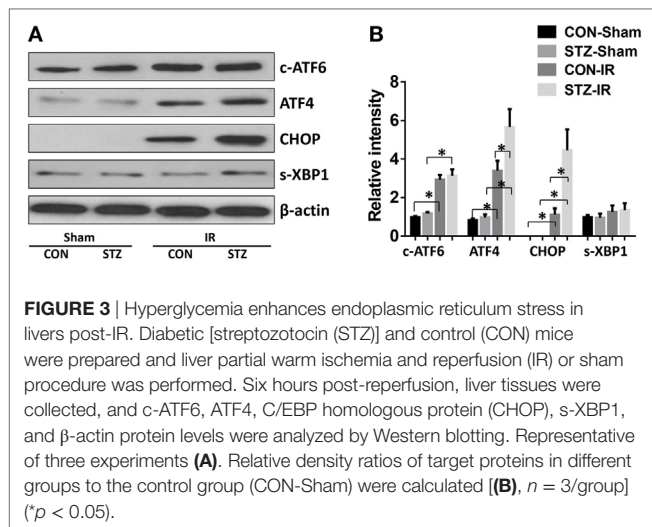 A
c-ATF6
ATF4
CHOP
s-XBP1
β-actin
Sham
IR
CON
STZ
CON
STZ
B
CON-Sham
STZ-Sham
CON-IR
STZ-IR
Relative intensity
8
6
4
2
0
*
*
*
*
*
*
*
*
c-ATF6
ATF4
CHOP
s-XBP1
FIGURE 3 | Hyperglycemia enhances endoplasmic reticulum stress in
livers post-IR. Diabetic [streptozotocin (STZ)] and control (CON) mice
were prepared and liver partial warm ischemia and reperfusion (IR) or sham
procedure was performed. Six hours post-reperfusion, liver tissues were
collected, and c-ATF6, ATF4, C/EBP homologous protein (CHOP), s-XBP1,
and β-actin protein levels were analyzed by Western blotting. Representative
of three experiments (A). Relative density ratios of target proteins in different
groups to the control group (CON-Sham) were calculated [(B), n = 3/group]
(*p < 0.05).